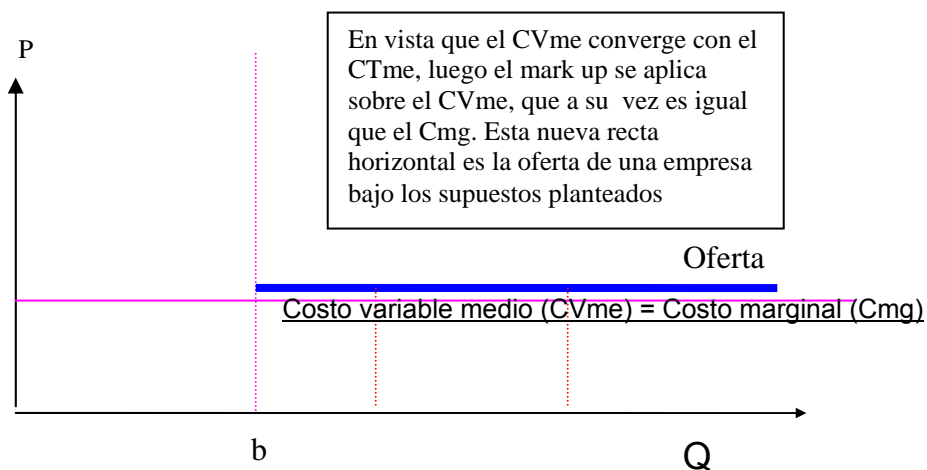 P
En vista que el CVme converge con el
CTme, luego el mark up se aplica
sobre el CVme, que a su vez es igual
que el Cmg. Esta nueva recta
horizontal es la oferta de una empresa
bajo los supuestos planteados
Oferta
Costo variable medio (CVme) = Costo marginal (Cmg)
b
Q